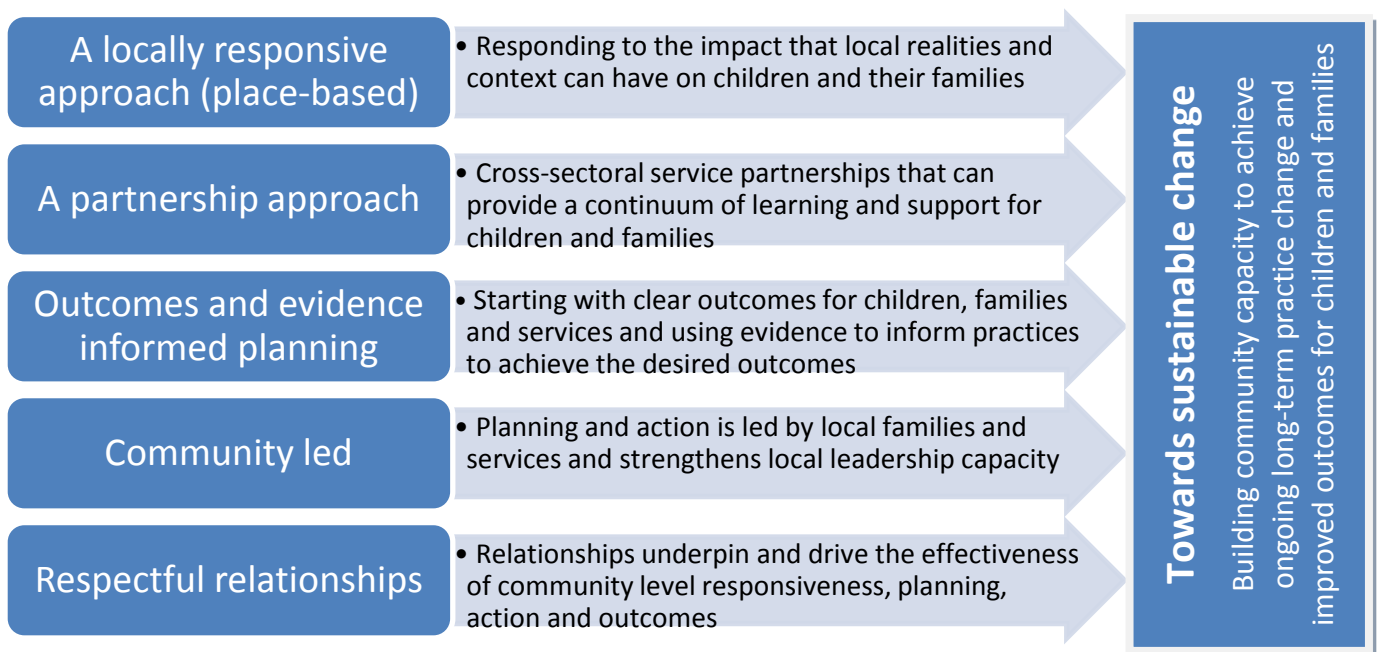 A locally responsive
approach (place-based)
• Responding to the impact that local realities and
context can have on children and their families
A partnership approach
• Cross-sectoral service partnerships that can
provide a continuum of learning and support for
children and families
Outcomes and evidence
informed planning
• Starting with clear outcomes for children, families
and services and using evidence to inform practices
to achieve the desired outcomes
Community led
• Planning and action is led by local families and
services and strengthens local leadership capacity
Respectful relationships
• Relationships underpin and drive the effectiveness
of community level responsiveness, planning,
action and outcomes
Towards sustainable change
Building community capacity to achieve
ongoing long-term practice change and
improved outcomes for children and families